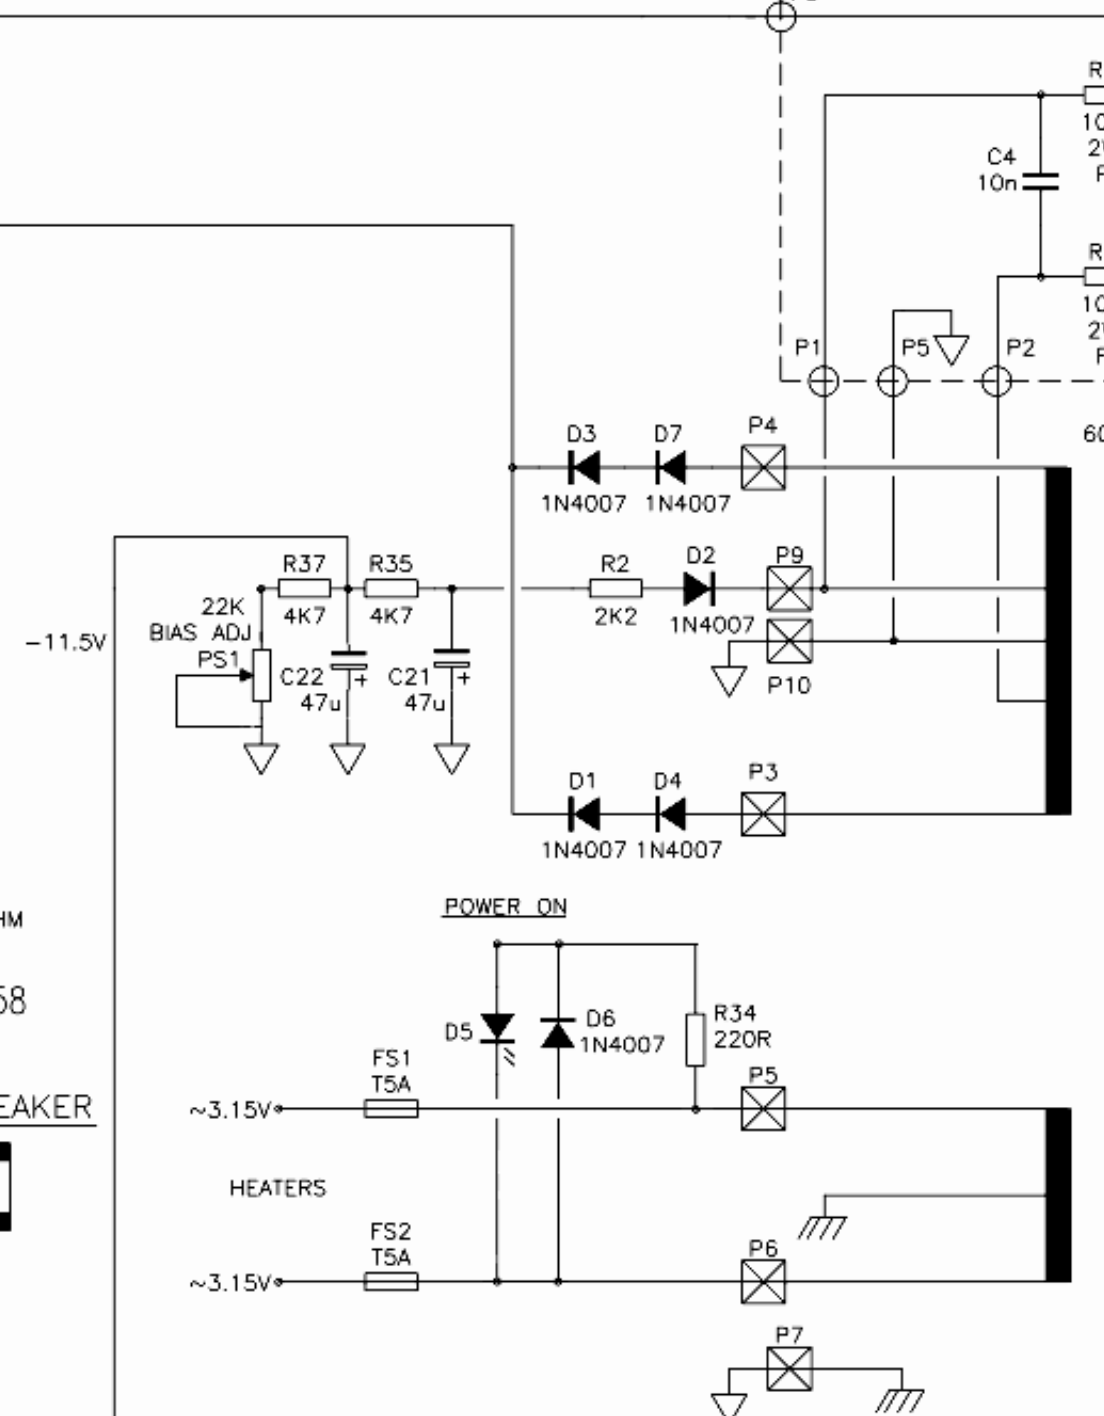 C4
10n
P1
P5
P2
D3
D7
P4
1N4007
1N4007
R37
R35
R2
D2
P9
22K
BIAS ADJ
4K7
4K7
2K2
1N4007
-11.5V
PS1
C22
+
C21
+
47u
47u
P10
D1
D4
P3
1N4007
1N4007
POWER ON
D5
D6
1N4007
R34
220R
FS1
T5A
P5
~3.15V
EAKER
HEATERS
FS2
T5A
P6
~3.15V
P7